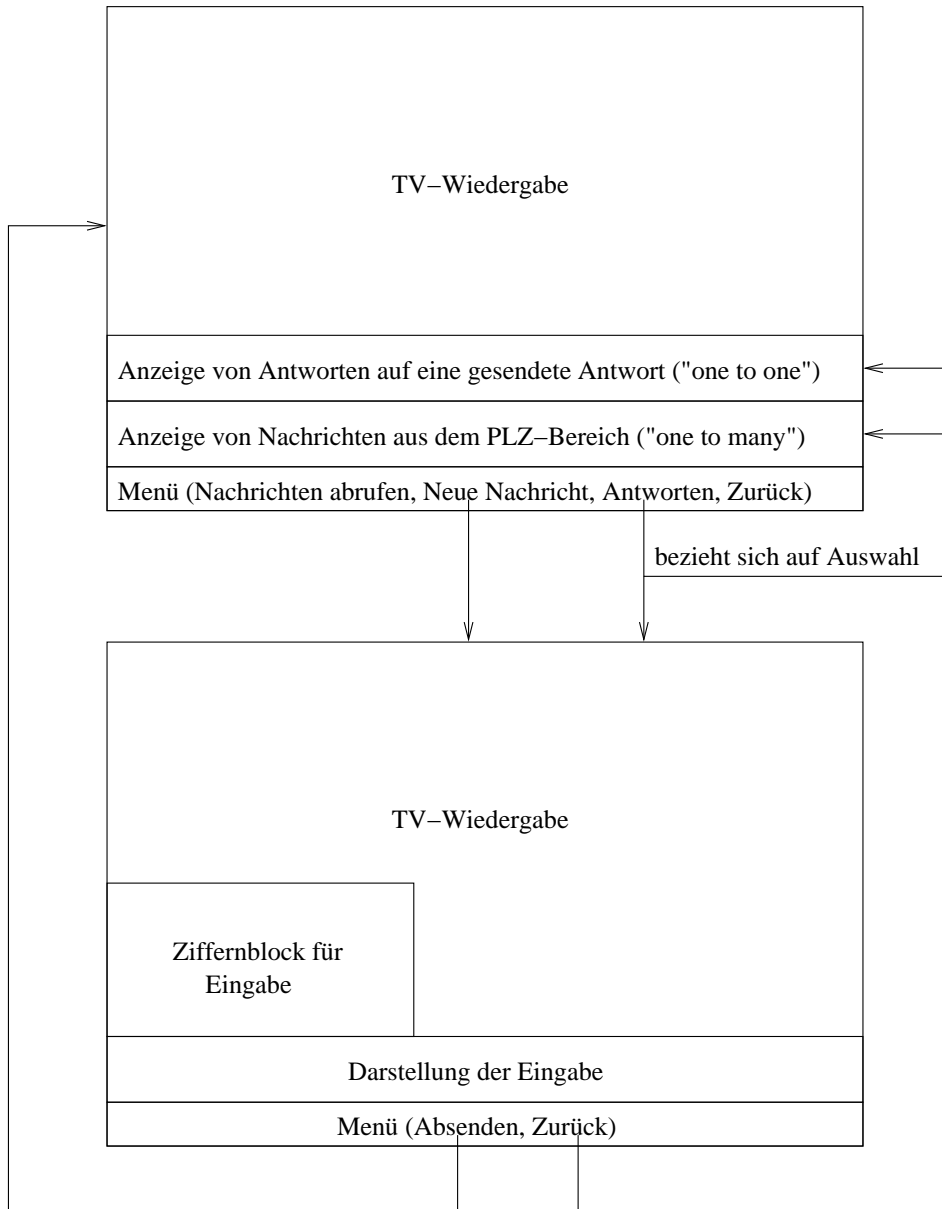 TV–Wiedergabe
Anzeige von Antworten auf eine gesendete Antwort ("one to one")
Anzeige von Nachrichten aus dem PLZ–Bereich ("one to many")
Menü (Nachrichten abrufen, Neue Nachricht, Antworten, Zurück)
bezieht sich auf Auswahl
TV–Wiedergabe
Ziffernblock für
Eingabe
Darstellung der Eingabe
Menü (Absenden, Zurück)